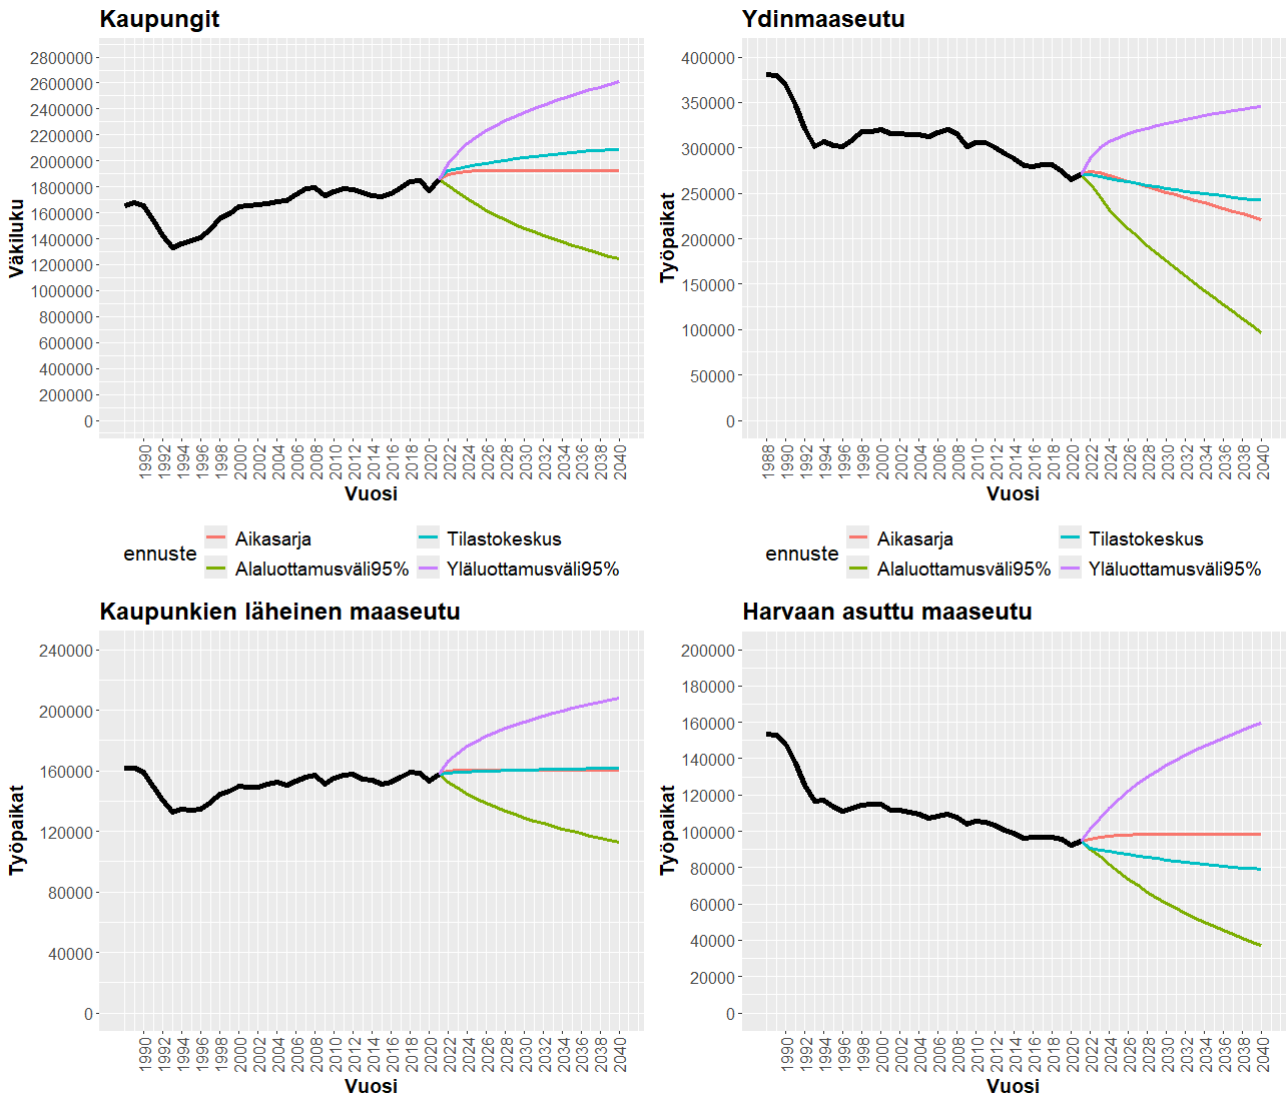 Kaupungit
Väkiluku
2800000
2600000
2400000
2200000
2000000
1800000
1600000
1400000
1200000
1000000
800000
600000
400000
200000
0
1990 1992 1994 1996 1998 2000 2002 2004 2006 2008 2010 2012 2014 2016 2018 2020 2022 2024 2026 2028 2030 2032 2034 2036 2038 2040
Vuosi
ennuste
Aikasarja
Alaluottamusväli95%
Tilastokeskus
Yläluottamusväli95%
Ydinmaaseutu
Työpaikat
400000
350000
300000
250000
200000
150000
100000
50000
0
1988 1990 1992 1994 1996 1998 2000 2002 2004 2006 2008 2010 2012 2014 2016 2018 2020 2022 2024 2026 2028 2030 2032 2034 2036 2038 2040
Vuosi
ennuste
Aikasarja
Alaluottamusväli95%
Tilastokeskus
Yläluottamusväli95%
Kaupunkien läheinen maaseutu
Työpaikat
240000
200000
160000
120000
80000
40000
0
1990 1992 1994 1996 1998 2000 2002 2004 2006 2008 2010 2012 2014 2016 2018 2020 2022 2024 2026 2028 2030 2032 2034 2036 2038 2040
Vuosi
Harvaan asuttu maaseutu
Työpaikat
200000
180000
160000
140000
120000
100000
80000
60000
40000
20000
0
1990 1992 1994 1996 1998 2000 2002 2004 2006 2008 2010 2012 2014 2016 2018 2020 2022 2024 2026 2028 2030 2032 2034 2036 2038 2040
Vuosi